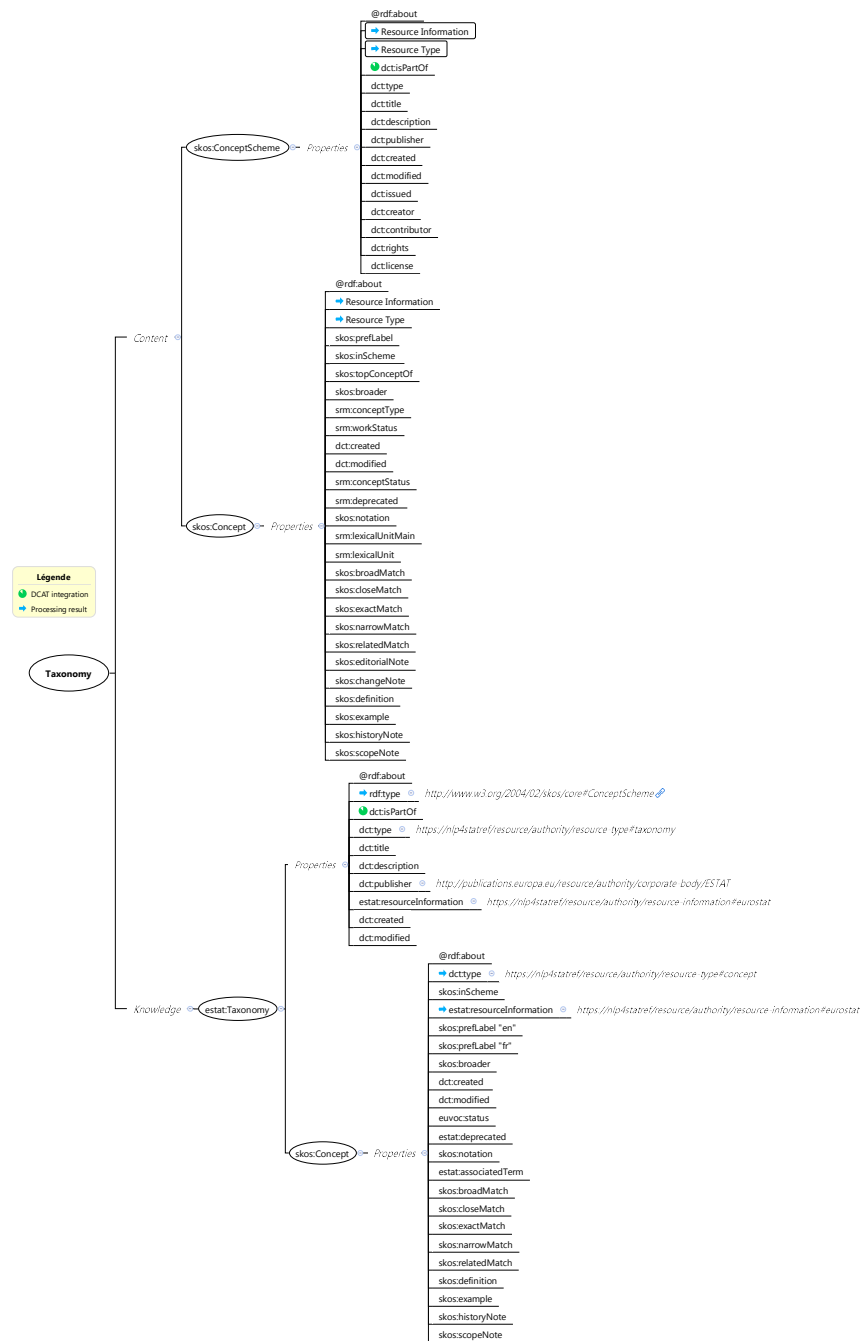 @rdf:about
Resource Information
Resource Type
dct:isPartOf
dct:type
dct:title
dct:description
dct:publisher
skos:ConceptScheme
Properties
dct:created
dct:modified
dct:issued
dct:creator
dct:contributor
dct:rights
dct:license
@rdf:about
Resource Information
Resource Type
Content
skos:prefLabel
skos:inScheme
skos:topConceptOf
skos:broader
srm:conceptType
srm:workStatus
dct:created
dct:modified
srm:conceptStatus
srm:deprecated
skos:notation
skos:Concept
Properties
srm:lexicalUnitMain
srm:lexicalUnit
skos:broadMatch
skos:closeMatch
skos:exactMatch
skos:narrowMatch
skos:relatedMatch
skos:editorialNote
skos:changeNote
skos:definition
skos:example
skos:historyNote
skos:scopeNote
Légende
DCAT integration
Processing result
Taxonomy
@rdf:about
rdf:type http://www.w3.org/2004/02/skos/core#ConceptScheme
dct:isPartOf
dct:type https://nlp4statref/resource/authority/resource-type#taxonomy
dct:title
Properties
dct:description
dct:publisher http://publications.europa.eu/resource/authority/corporate-body/ESTAT
estat:resourceInformation https://nlp4statref/resource/authority/resource-information#eurostat
dct:created
dct:modified
Knowledge
estat:Taxonomy
@rdf:about
dct:type https://nlp4statref/resource/authority/resource-type#concept
skos:inScheme
estat:resourceInformation https://nlp4statref/resource/authority/resource-information#eurostat
skos:prefLabel "en"
skos:prefLabel "fr"
skos:broader
dct:created
dct:modified
euvoc:status
estat:deprecated
skos:Concept
Properties
skos:notation
estat:associatedTerm
skos:broadMatch
skos:closeMatch
skos:exactMatch
skos:narrowMatch
skos:relatedMatch
skos:definition
skos:example
skos:historyNote
skos:scopeNote